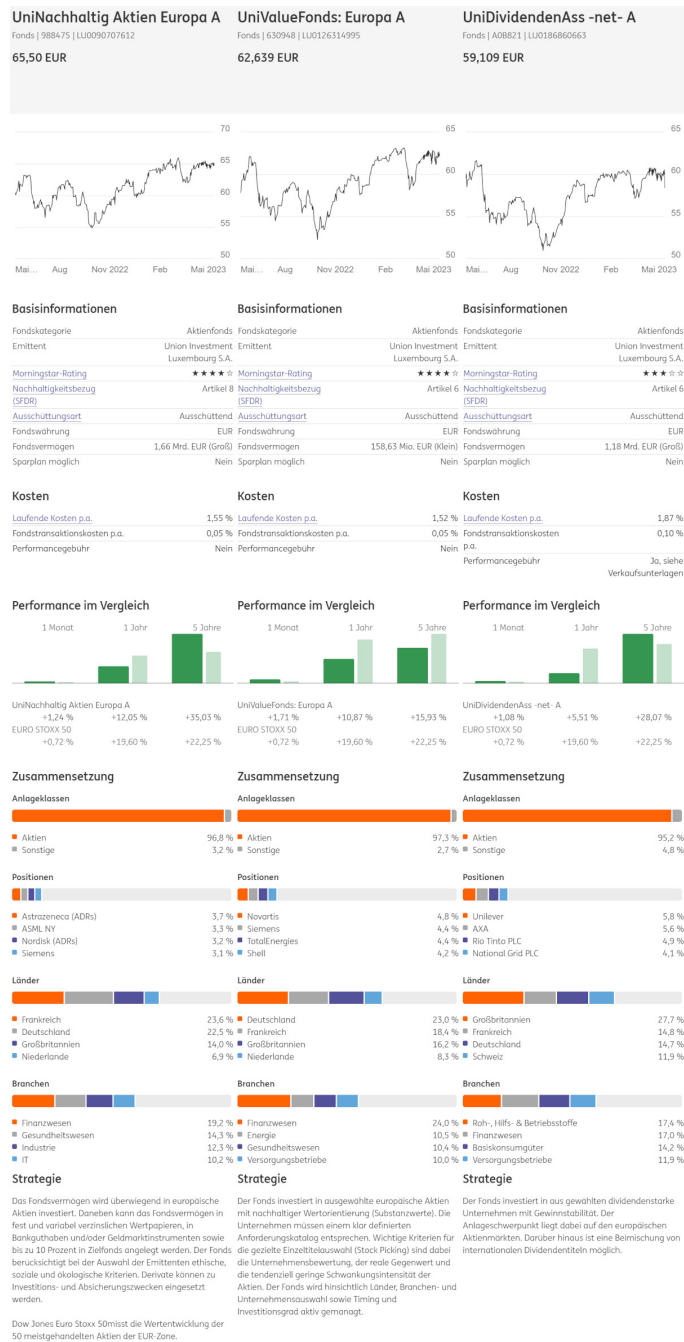 UniNachhaltig Aktien Europa A
Fonds | 988475 | LU0090707612
65,50 EUR
70
65
60
55
50
Mai... Aug Nov 2022 Feb Mai 2023
Basisinformationen
Fondskategorie Aktienfonds
Emittent Union Investment
Luxembourg S.A.
Morningstar-Rating ★★★★☆
Nachhaltigkeitsbezug Artikel 8
(SFDR)
Ausschüttungsart Ausschüttend
Fondswährung EUR
Fondsvermögen 1,66 Mrd. EUR (Groß)
Sparplan möglich Nein
Kosten
Laufende Kosten p.a. 1,55 %
Fondstransaktionskosten p.a. 0,05 %
Performancegebühr Nein
Performance im Vergleich
1 Monat 1 Jahr 5 Jahre
UniNachhaltig Aktien Europa A
+1,24 % +12,05 % +35,03 %
EURO STOXX 50
+0,72 % +19,60 % +22,25 %
Zusammensetzung
Anlageklassen
Aktien 96,8 %
Sonstige 3,2 %
Positionen
Astrazeneca (ADRs) 3,7 %
ASML NY 3,3 %
Nordisk (ADRs) 3,2 %
Siemens 3,1 %
Länder
Frankreich 23,6 %
Deutschland 22,5 %
Großbritannien 14,0 %
Niederlande 6,9 %
Branchen
Finanzwesen 19,2 %
Gesundheitswesen 14,3 %
Industrie 12,3 %
IT 10,2 %
Strategie
Das Fondsvermögen wird überwiegend in europäische
Aktien investiert. Daneben kann das Fondsvermögen in
fest und variabel verzinslichen Wertpapieren, in
Bankguthaben und/oder Geldmarktinstrumenten sowie
bis zu 10 Prozent in Zielfonds angelegt werden. Der Fonds
berücksichtigt bei der Auswahl der Emittenten ethische,
soziale und ökologische Kriterien. Derivate können zu
Investitions- und Absicherungszwecken eingesetzt
werden.
Dow Jones Euro Stoxx 50misst die Wertentwicklung der
50 meistgehandelten Aktien der EUR-Zone.
UniValueFonds: Europa A
Fonds | 630948 | LU0126314995
62,639 EUR
65
60
55
50
Mai... Aug Nov 2022 Feb Mai 2023
Basisinformationen
Fondskategorie Aktienfonds
Emittent Union Investment
Luxembourg S.A.
Morningstar-Rating ★★★★☆
Nachhaltigkeitsbezug Artikel 6
(SFDR)
Ausschüttungsart Ausschüttend
Fondswährung EUR
Fondsvermögen 158,63 Mio. EUR (Klein)
Sparplan möglich Nein
Kosten
Laufende Kosten p.a. 1,52 %
Fondstransaktionskosten p.a. 0,05 %
Performancegebühr Nein
Performance im Vergleich
1 Monat 1 Jahr 5 Jahre
UniValueFonds: Europa A
+1,71 % +10,87 % +15,93 %
EURO STOXX 50
+0,72 % +19,60 % +22,25 %
Zusammensetzung
Anlageklassen
Aktien 97,3 %
Sonstige 2,7 %
Positionen
Novartis 4,8 %
Siemens 4,4 %
TotalEnergies 4,4 %
Shell 4,2 %
Länder
Deutschland 23,0 %
Frankreich 18,4 %
Großbritannien 16,2 %
Niederlande 8,3 %
Branchen
Finanzwesen 24,0 %
Energie 10,5 %
Gesundheitswesen 10,4 %
Versorgungsbetriebe 10,0 %
Strategie
Der Fonds investiert in ausgewählte europäische Aktien
mit nachhaltiger Wertorientierung (Substanzwerte). Die
Unternehmen müssen einem klar definierten
Anforderungskatalog entsprechen. Wichtige Kriterien für
die gezielte Einzeltitelauswahl (Stock Picking) sind dabei
die Unternehmensbewertung, der reale Gegenwert und
die tendenziell geringe Schwankungsintensität der
Aktien. Der Fonds wird hinsichtlich Länder, Branchen- und
Unternehmensauswahl sowie Timing und
Investitionsgrad aktiv gemanagt.
UniDividendenAss -net- A
Fonds | A0B821 | LU0186860663
59,109 EUR
65
60
55
50
Mai... Aug Nov 2022 Feb Mai 2023
Basisinformationen
Fondskategorie Aktienfonds
Emittent Union Investment
Luxembourg S.A.
Morningstar-Rating ★★★☆☆
Nachhaltigkeitsbezug Artikel 6
(SFDR)
Ausschüttungsart Ausschüttend
Fondswährung EUR
Fondsvermögen 1,18 Mrd. EUR (Groß)
Sparplan möglich Nein
Kosten
Laufende Kosten p.a. 1,87 %
Fondstransaktionskosten 0,10 %
p.a.
Performancegebühr Ja, siehe
Verkaufsunterlagen
Performance im Vergleich
1 Monat 1 Jahr 5 Jahre
UniDividendenAss -net- A
+1,08 % +5,51 % +28,07 %
EURO STOXX 50
+0,72 % +19,60 % +22,25 %
Zusammensetzung
Anlageklassen
Aktien 95,2 %
Sonstige 4,8 %
Positionen
Unilever 5,8 %
AXA 5,6 %
Rio Tinto PLC 4,9 %
National Grid PLC 4,1 %
Länder
Großbritannien 27,7 %
Frankreich 14,8 %
Deutschland 14,7 %
Schweiz 11,9 %
Branchen
Roh-, Hilfs- & Betriebsstoffe 17,4 %
Finanzwesen 17,0 %
Basiskonsumgüter 14,2 %
Versorgungsbetriebe 11,9 %
Strategie
Der Fonds investiert in aus gewählten dividendenstarke
Unternehmen mit Gewinnstabilität. Der
Anlageschwerpunkt liegt dabei auf den europäischen
Aktienmärkten. Darüber hinaus ist eine Beimischung von
internationalen Dividendentiteln möglich.